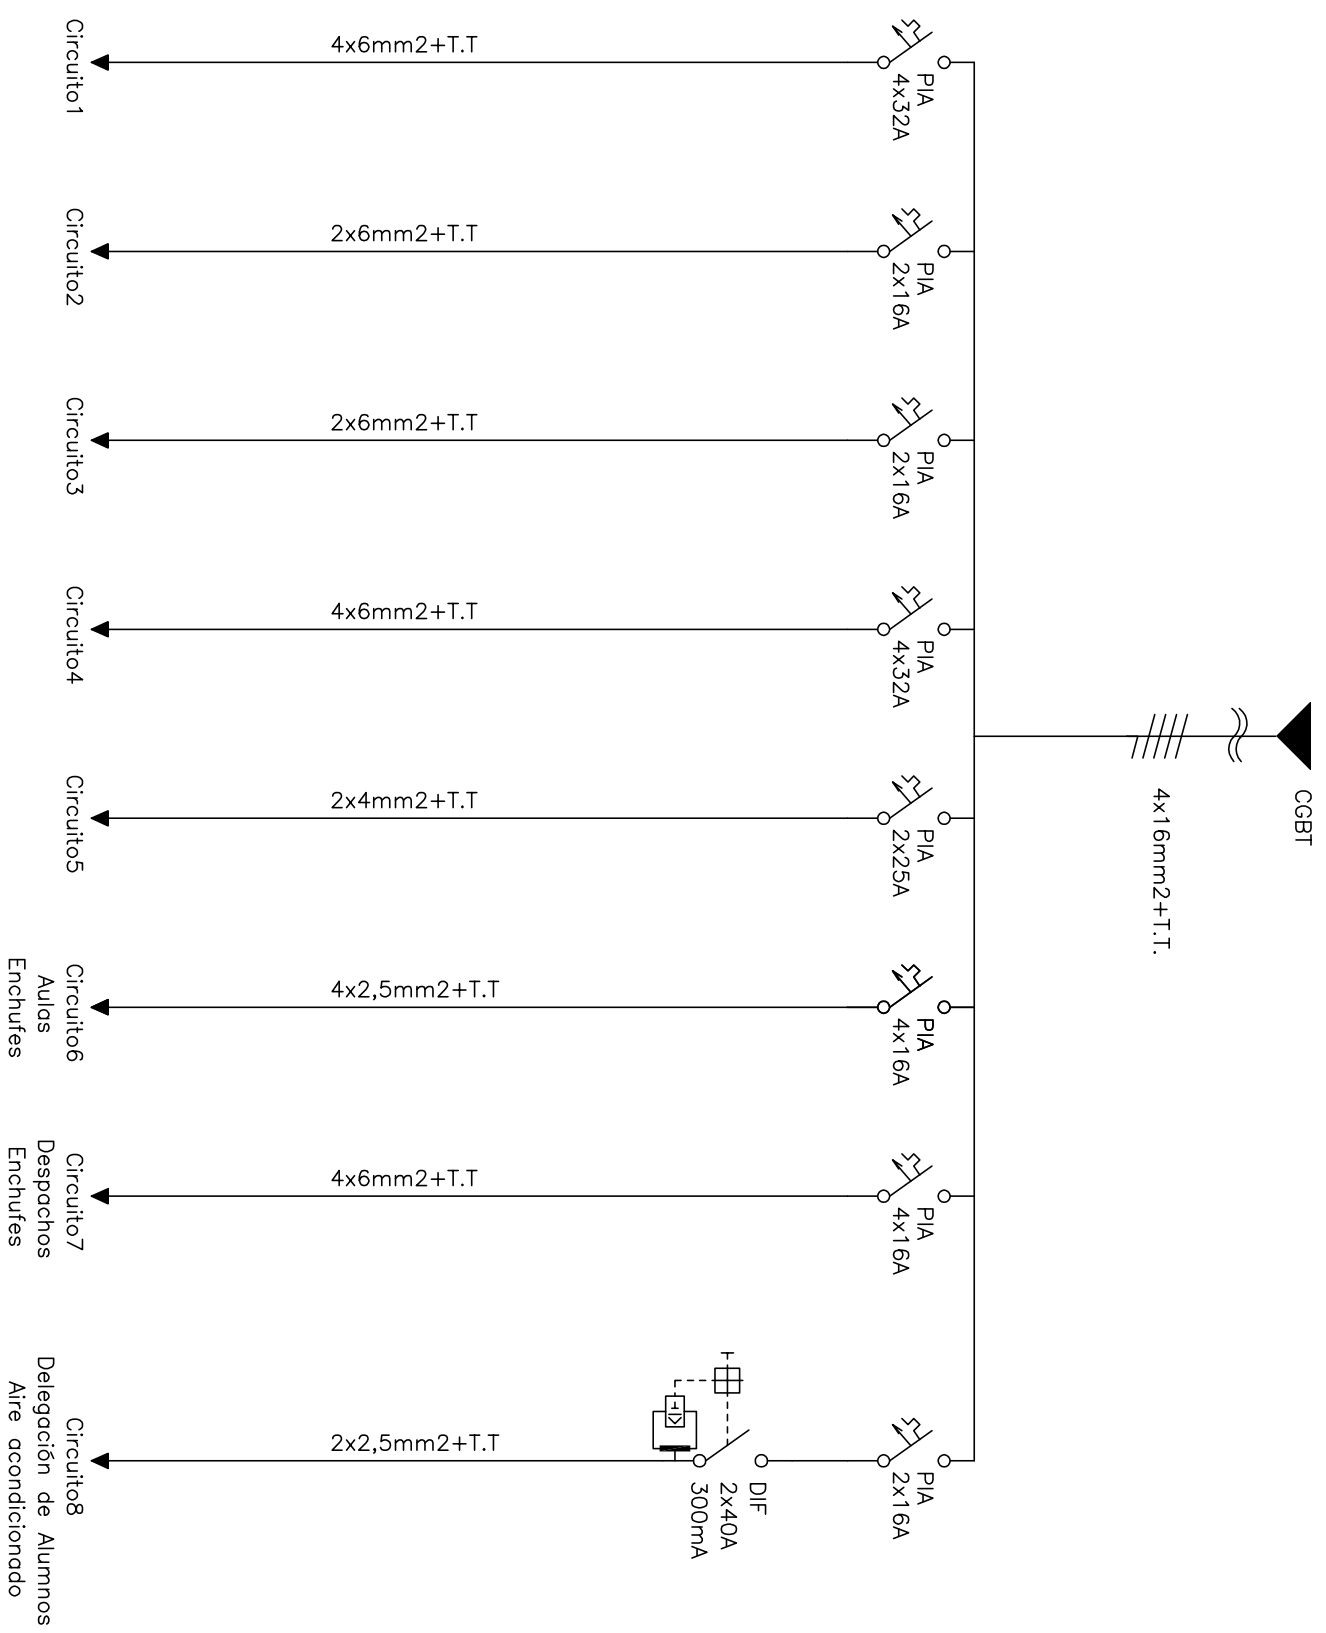 CGBT
4x16mm2+T.T.
PIA
4x32A
4x6mm2+T.T
Circuito1
PIA
2x16A
2x6mm2+T.T
Circuito2
PIA
2x16A
2x6mm2+T.T
Circuito3
PIA
4x32A
4x6mm2+T.T
Circuito4
PIA
2x25A
2x4mm2+T.T
Circuito5
PIA
4x16A
4x2,5mm2+T.T
Circuito6
Aulas
Enchufes
PIA
4x16A
4x6mm2+T.T
Circuito7
Despachos
Enchufes
PIA
2x16A
DIF
2x40A
300mA
2x2,5mm2+T.T
Circuito8
Delegación de Alumnos
Aire acondicionado